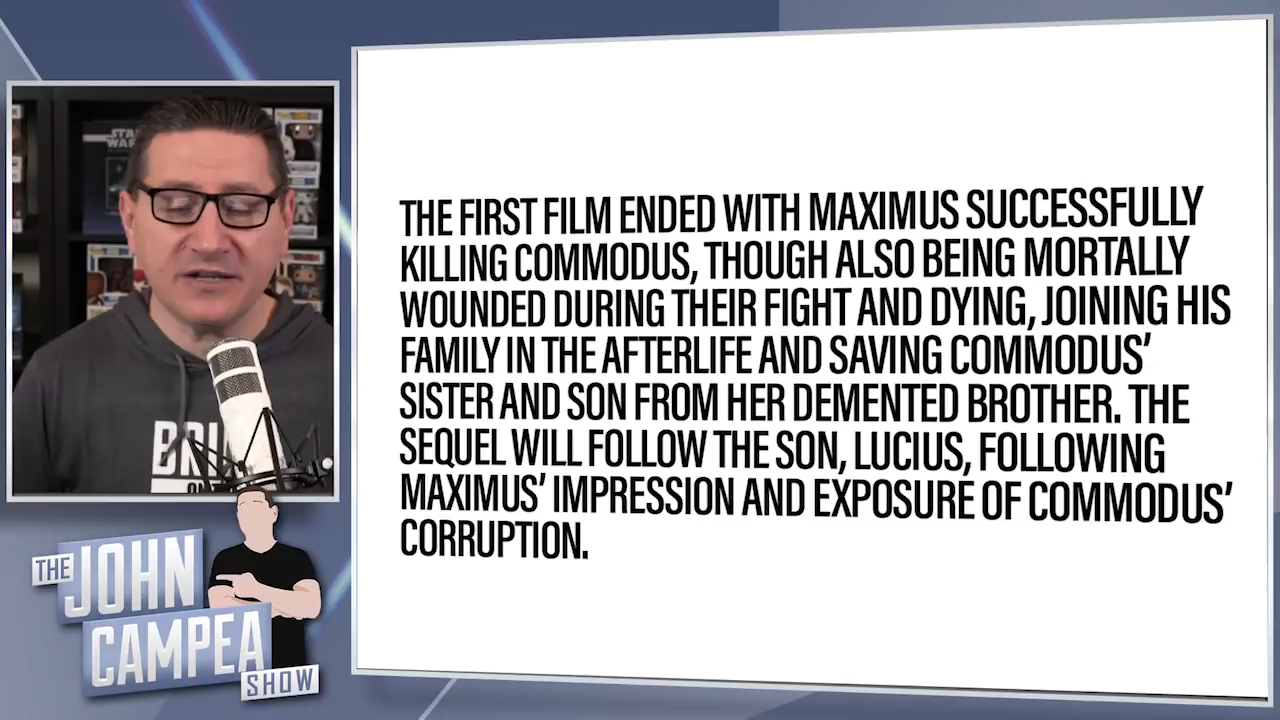 THE FIRST FILM ENDED WITH MAXIMUS SUCCESSFULLY
KILLING COMMODUS, THOUGH ALSO BEING MORTALLY
WOUNDED DURING THEIR FIGHT AND DYING, JOINING HIS
FAMILY IN THE AFTERLIFE AND SAVING COMMODUS'
SISTER AND SON FROM HER DEMENTED BROTHER. THE
SEQUEL WILL FOLLOW THE SON, LUCIUS, FOLLOWING
MAXIMUS' IMPRESSION AND EXPOSURE OF COMMODUS'
CORRUPTION.
STAR
WARS
THE JOHN
CAMPEA
SHOW